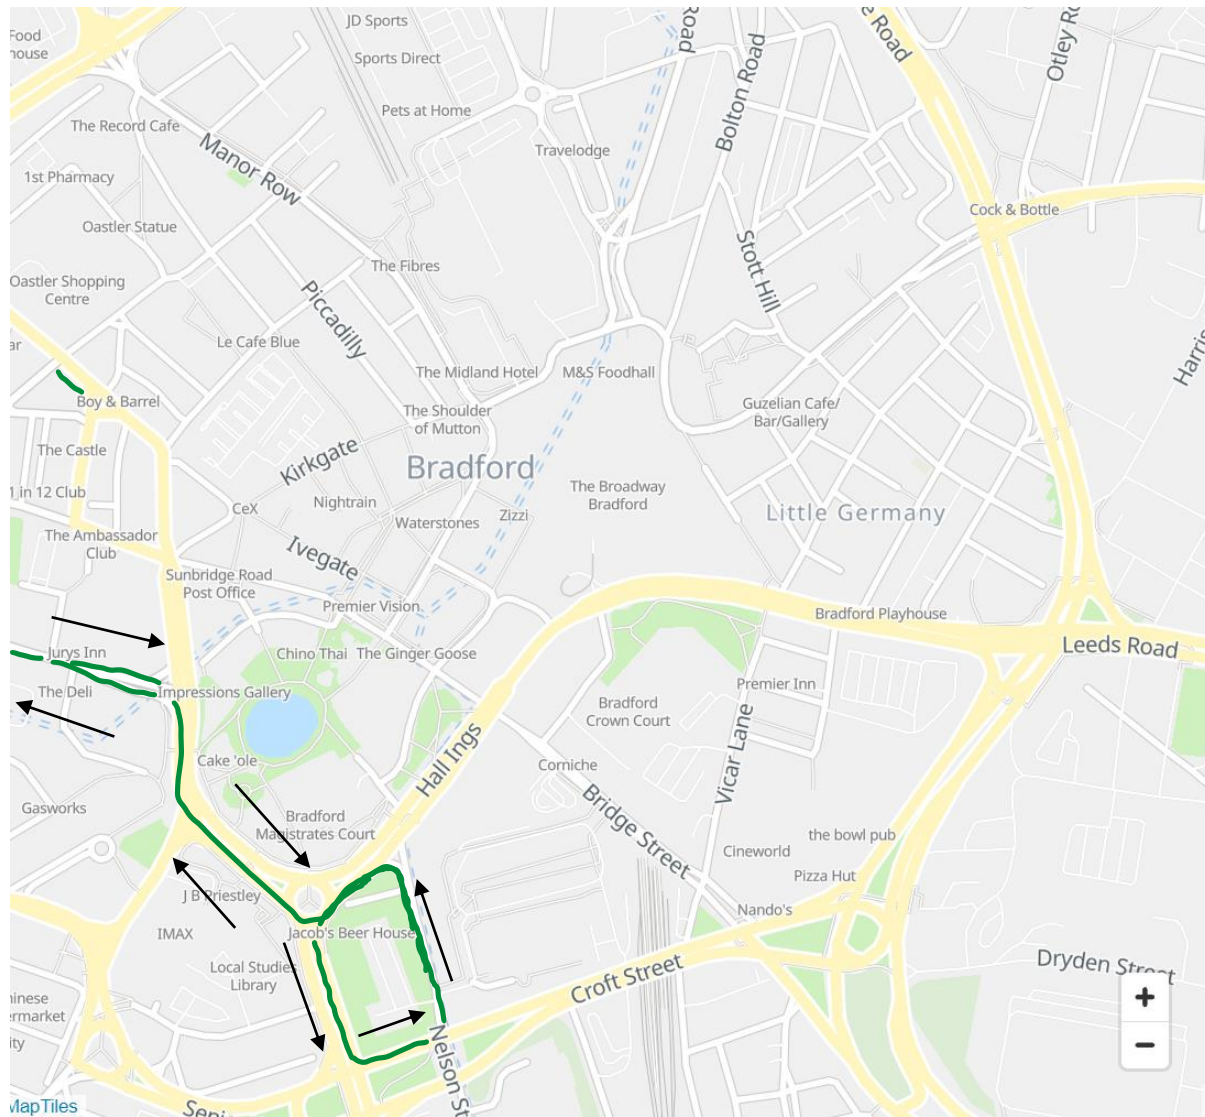 Food
house
JD Sports
Sports Direct
Road
e Road
Otley Ro
Bolton Road
Pets at Home
The Record Cafe
Manor Row
Travelodge
1st Pharmacy
Cock & Bottle
Oastler Statue
Stott Hill
The Fibres
Oastler Shopping
Centre
Piccadilly
Harris
ar
Le Cafe Blue
The Midland Hotel
M&S Foodhall
Boy & Barrel
The Shoulder
of Mutton
Guzelian Cafe/
Bar/Gallery
The Castle
Kirkgate
Bradford
1 in 12 Club
CeX
Nightrain
Waterstones
Zizzi
The Broadway
Bradford
Little Germany
The Ambassador
Club
Ivegate
Sunbridge Road
Post Office
Premier Vision
Bradford Playhouse
Leeds Road
Jurys Inn
Chino Thai
The Ginger Goose
The Deli
Impressions Gallery
Premier Inn
Bradford
Crown Court
Cake 'ole
Hall Ings
Corniche
Vicar Lane
Gasworks
Bradford
Magistrates Court
Bridge Street
the bowl pub
Cineworld
Pizza Hut
J B Priestley
Nando's
IMAX
Jacob's Beer House
Local Studies
Library
Croft Street
Dryden Street
hinese
ermarket
ity
+
−
Nelson St
MapTiles